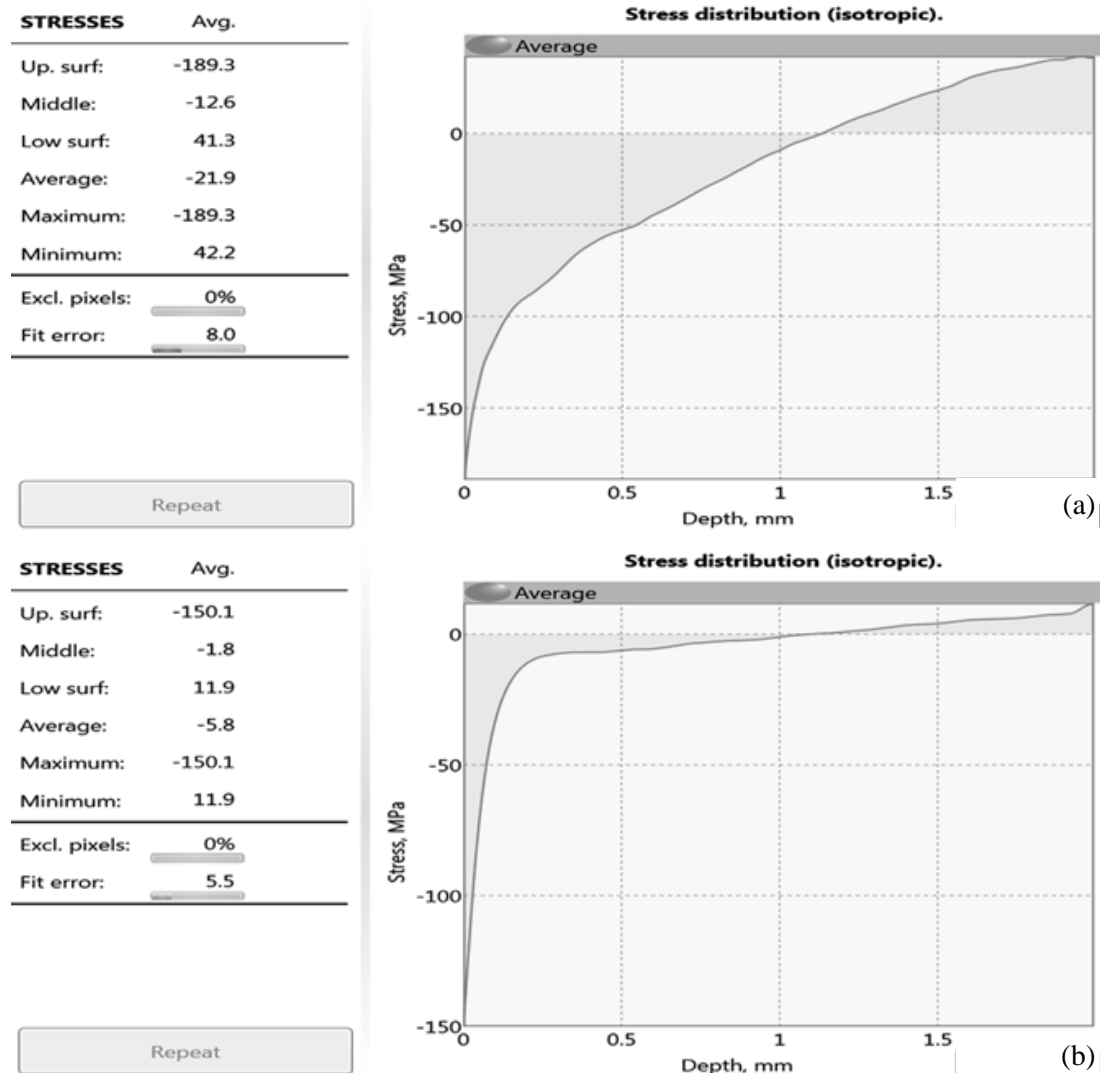 STRESSES Avg.
Up. surf: -189.3
Middle: -12.6
Low surf: 41.3
Average: -21.9
Maximum: -189.3
Minimum: 42.2
Excl. pixels: 0%
Fit error: 8.0
Repeat
Stress distribution (isotropic).
Average
0
-50
-100
-150
Stress, MPa
0 0.5 1 1.5
Depth, mm
(a)
STRESSES Avg.
Up. surf: -150.1
Middle: -1.8
Low surf: 11.9
Average: -5.8
Maximum: -150.1
Minimum: 11.9
Excl. pixels: 0%
Fit error: 5.5
Repeat
Stress distribution (isotropic).
Average
0
-50
-100
-150
Stress, MPa
0 0.5 1 1.5
Depth, mm
(b)